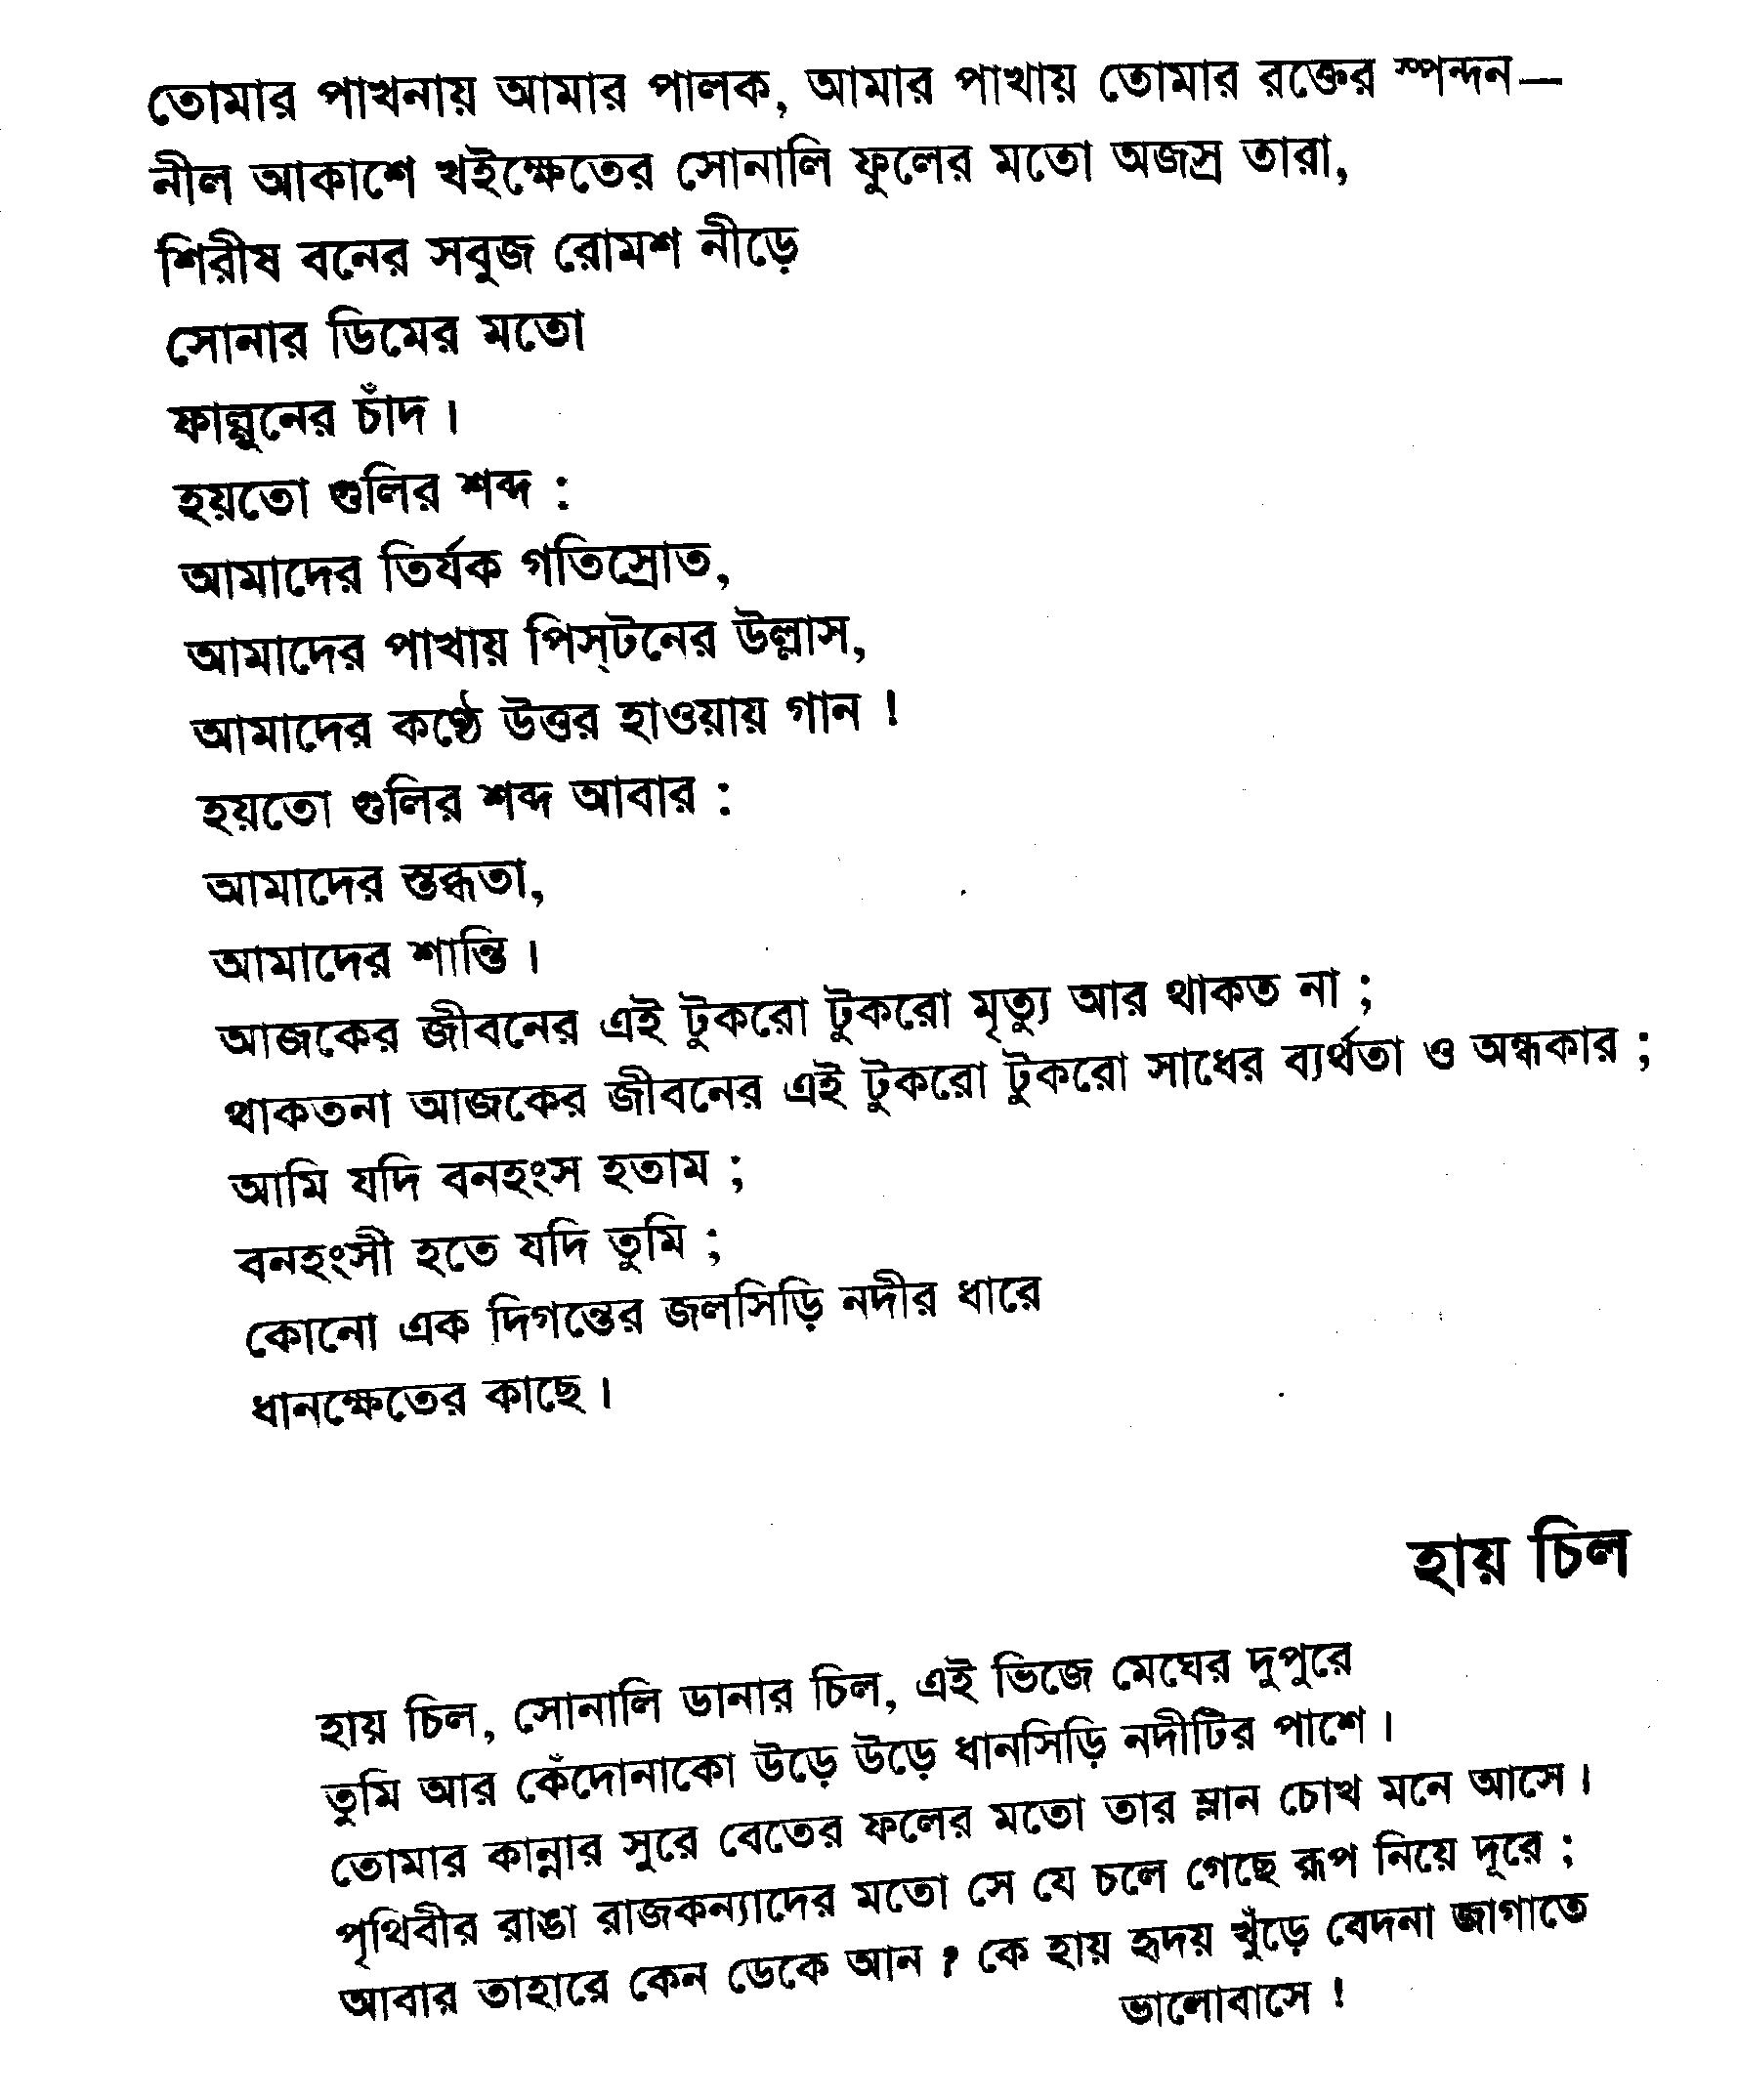 তোমার পাখনায় আমার পালক, আমার পাখায় তোমার রক্তের স্পন্দন—
নীল আকাশে খইক্ষেতের সোনালি ফুলের মতো অজস্র তারা,
শিরীষ বনের সবুজ রোমশ নীড়ে
সোনার ডিমের মতো
ফাল্গুনের চাঁদ।
হয়তো গুলির শব্দ :
আমাদের তির্যক গতিস্রোত,
আমাদের পাখায় পিস্‌টনের উল্লাস,
আমাদের কণ্ঠে উত্তর হাওয়ায় গান !
হয়তো গুলির শব্দ আবার :
আমাদের স্তব্ধতা,
আমাদের শান্তি।
আজকের জীবনের এই টুকরো টুকরো মৃত্যু আর থাকত না ;
থাকতনা আজকের জীবনের এই টুকরো টুকরো সাধের ব্যর্থতা ও অন্ধকার ;
আমি যদি বনহংস হতাম ;
বনহংসী হতে যদি তুমি ;
কোনো এক দিগন্তের জলসিড়ি নদীর ধারে
ধানক্ষেতের কাছে।
হায় চিল
হায় চিল, সোনালি ডানার চিল, এই ভিজে মেঘের দুপুরে
তুমি আর কেঁদোনাকো উড়ে উড়ে ধানসিড়ি নদীটির পাশে।
তোমার কান্নার সুরে বেতের ফলের মতো তার ম্লান চোখ মনে আসে।
পৃথিবীর রাঙা রাজকন্যাদের মতো সে যে চলে গেছে রূপ নিয়ে দূরে ;
আবার তাহারে কেন ডেকে আন ? কে হায় হৃদয় খুঁড়ে বেদনা জাগাতে
ভালোবাসে !